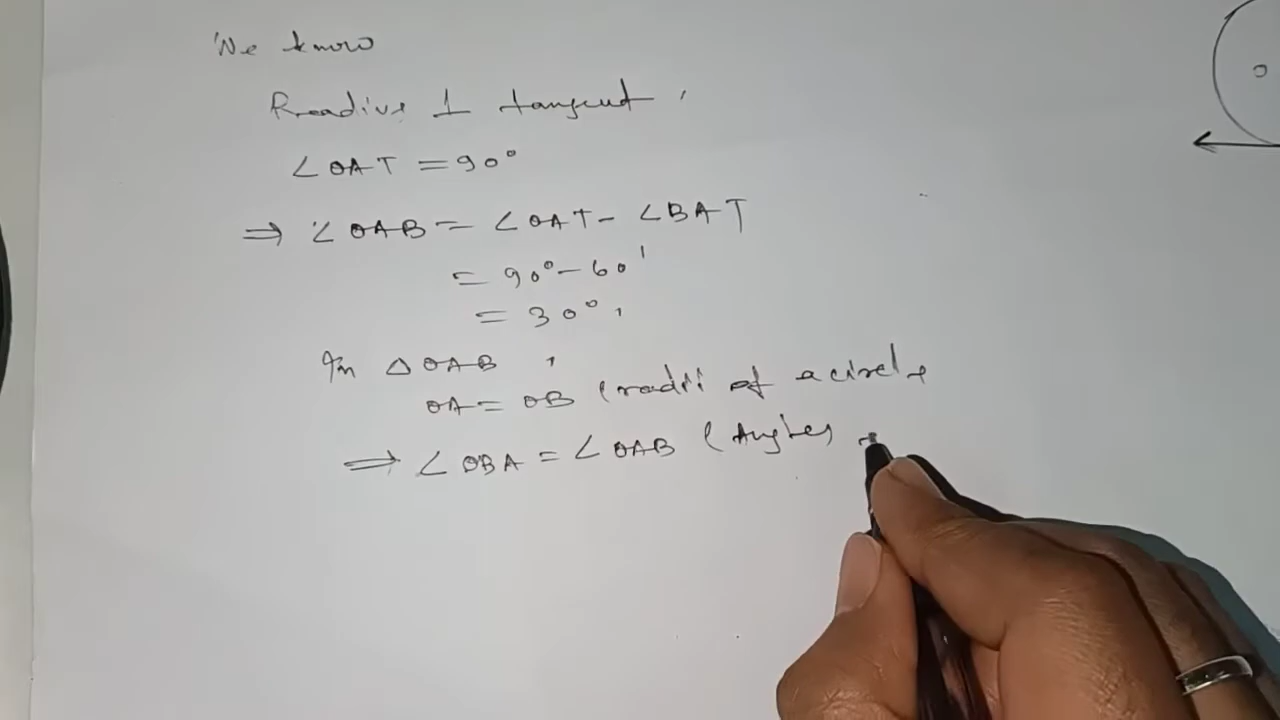 We know
Radius ⊥ tangent,
∠OAT = 90°
⇒ ∠OAB = ∠OAT - ∠BAT
= 90° - 60'
= 30°,
In △OAB,
OA = OB (radii of a circle
⇒ ∠OBA = ∠OAB (Angles
O